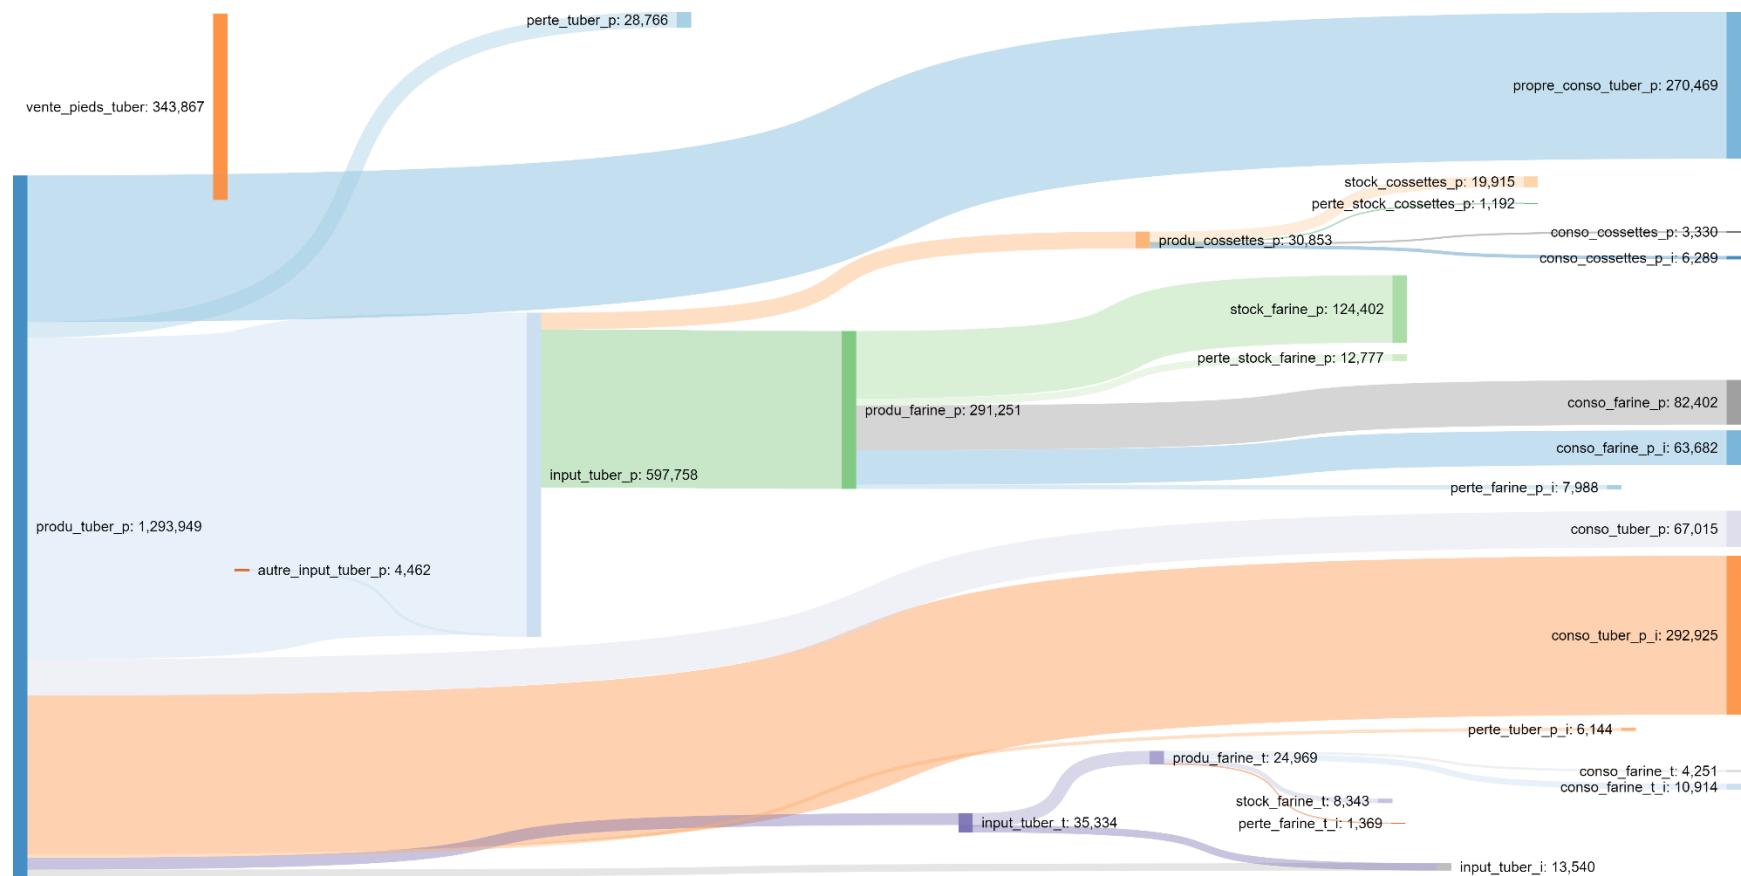 perte_tuber_p: 28,766
propre_conso_tuber_p: 270,469
vente_pieds_tuber: 343,867
stock_cossettes_p: 19,915
perte_stock_cossettes_p: 1,192
conso_cossettes_p: 3,330
produ_cossettes_p: 30,853
conso_cossettes_p_i: 6,289
stock_farine_p: 124,402
perte_stock_farine_p: 12,777
conso_farine_p: 82,402
produ_farine_p: 291,251
conso_farine_p_i: 63,682
input_tuber_p: 597,758
perte_farine_p_i: 7,988
produ_tuber_p: 1,293,949
conso_tuber_p: 67,015
autre_input_tuber_p: 4,462
conso_tuber_p_i: 292,925
perte_tuber_p_i: 6,144
produ_farine_t: 24,969
conso_farine_t: 4,251
conso_farine_t_i: 10,914
stock_farine_t: 8,343
input_tuber_t: 35,334
perte_farine_t_i: 1,369
input_tuber_i: 13,540